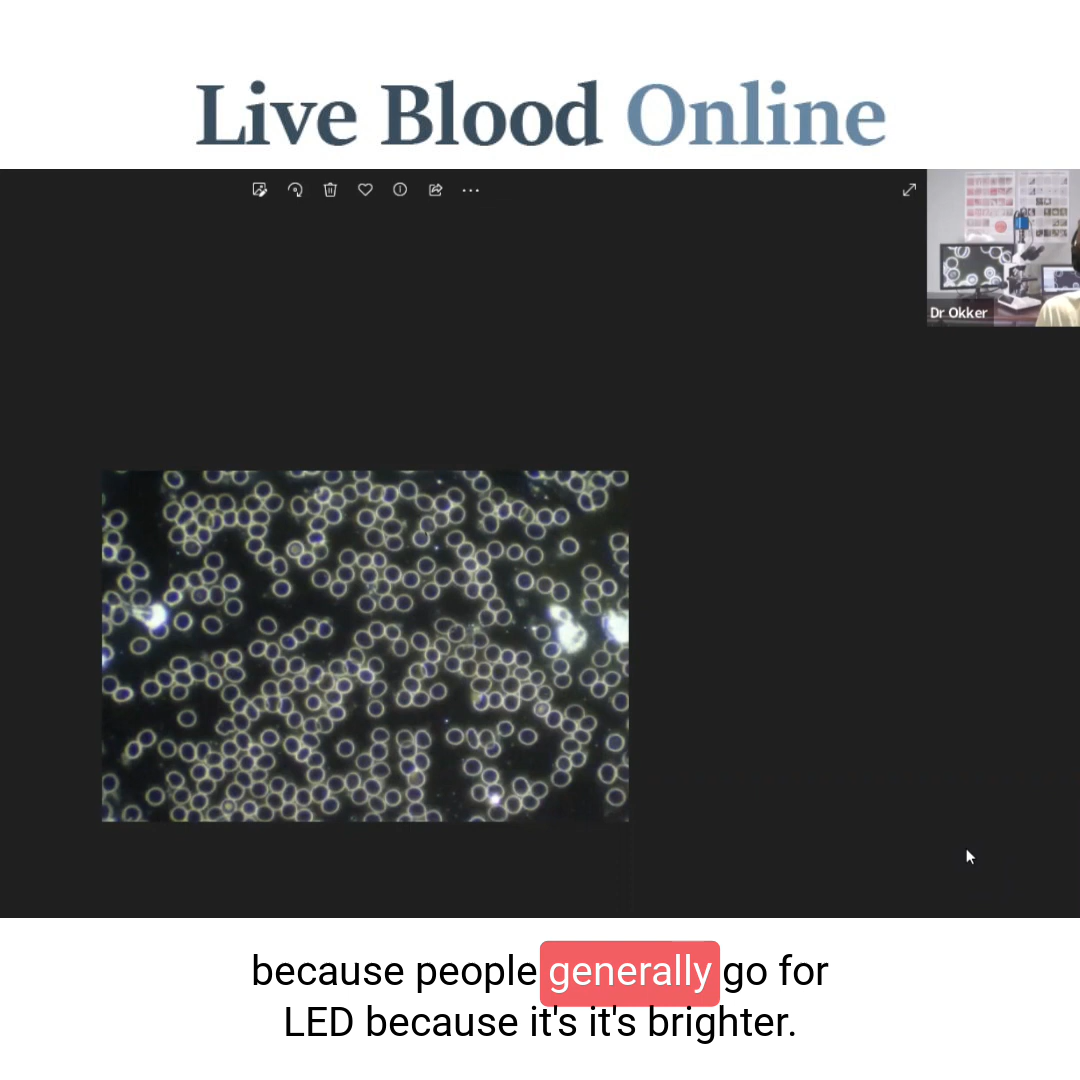 Live Blood Online
Dr Okker
because people generally go for
LED because it's it's brighter.